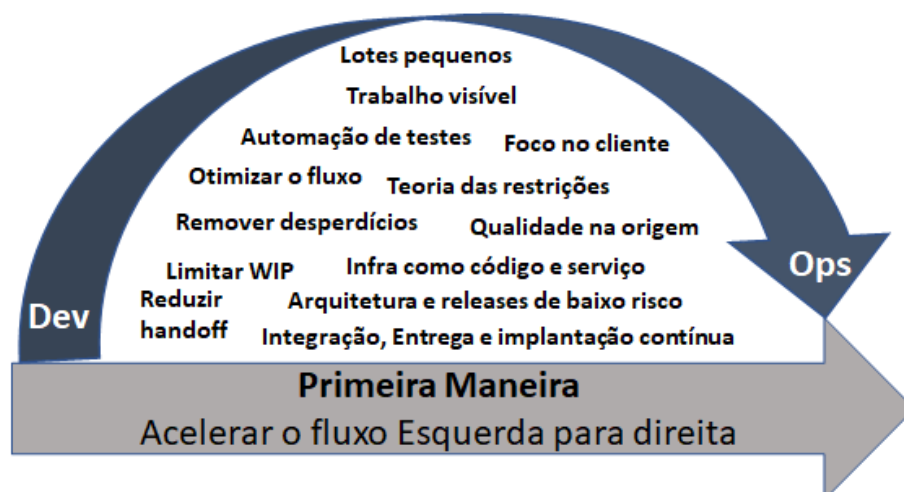 Lotes pequenos
Trabalho visível
Automação de testes
Foco no cliente
Otimizar o fluxo
Teoria das restrições
Remover desperdícios
Qualidade na origem
Limitar WIP
Infra como código e serviço
Reduzir
handoff
Arquitetura e releases de baixo risco
Integração, Entrega e implantação contínua
Dev
Ops
Primeira Maneira
Acelerar o fluxo Esquerda para direita